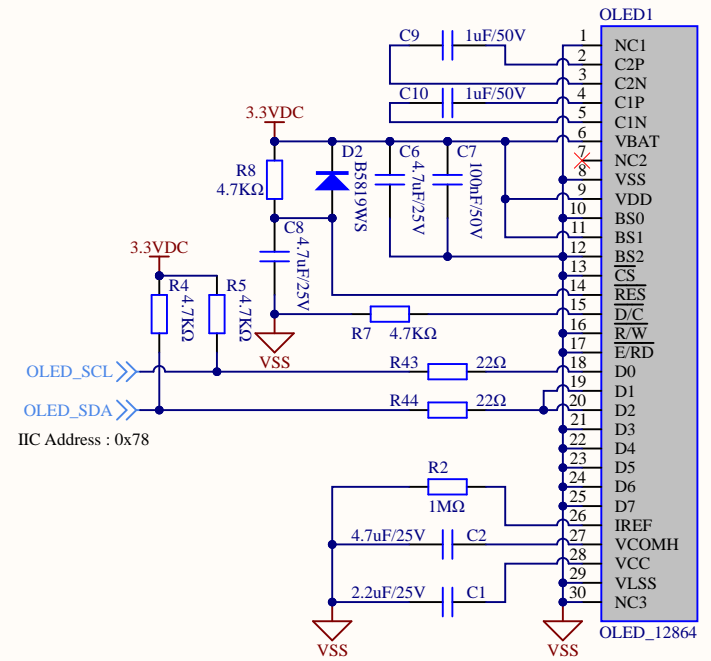 OLED1
C9 1uF/50V
1 NC1
2 C2P
3 C2N
C10 1uF/50V
4 C1P
5 C1N
3.3VDC
6 VBAT
7 NC2
R8
4.7KΩ
D2
B5819WS
C6
4.7uF/25V
C7
100nF/50V
8 VSS
9 VDD
10 BS0
11 BS1
12 BS2
C8
4.7uF/25V
13 CS
14 RES
3.3VDC
R4
4.7KΩ
R5
4.7KΩ
15 D/C
R7 4.7KΩ
16 R/W
VSS
17 E/RD
OLED_SCL R43 22Ω
18 D0
19 D1
OLED_SDA R44 22Ω
20 D2
21 D3
IIC Address : 0x78
22 D4
23 D5
R2
24 D6
1MΩ
25 D7
26 IREF
4.7uF/25V C2
27 VCOMH
28 VCC
2.2uF/25V C1
29 VLSS
30 NC3
OLED_12864
VSS VSS